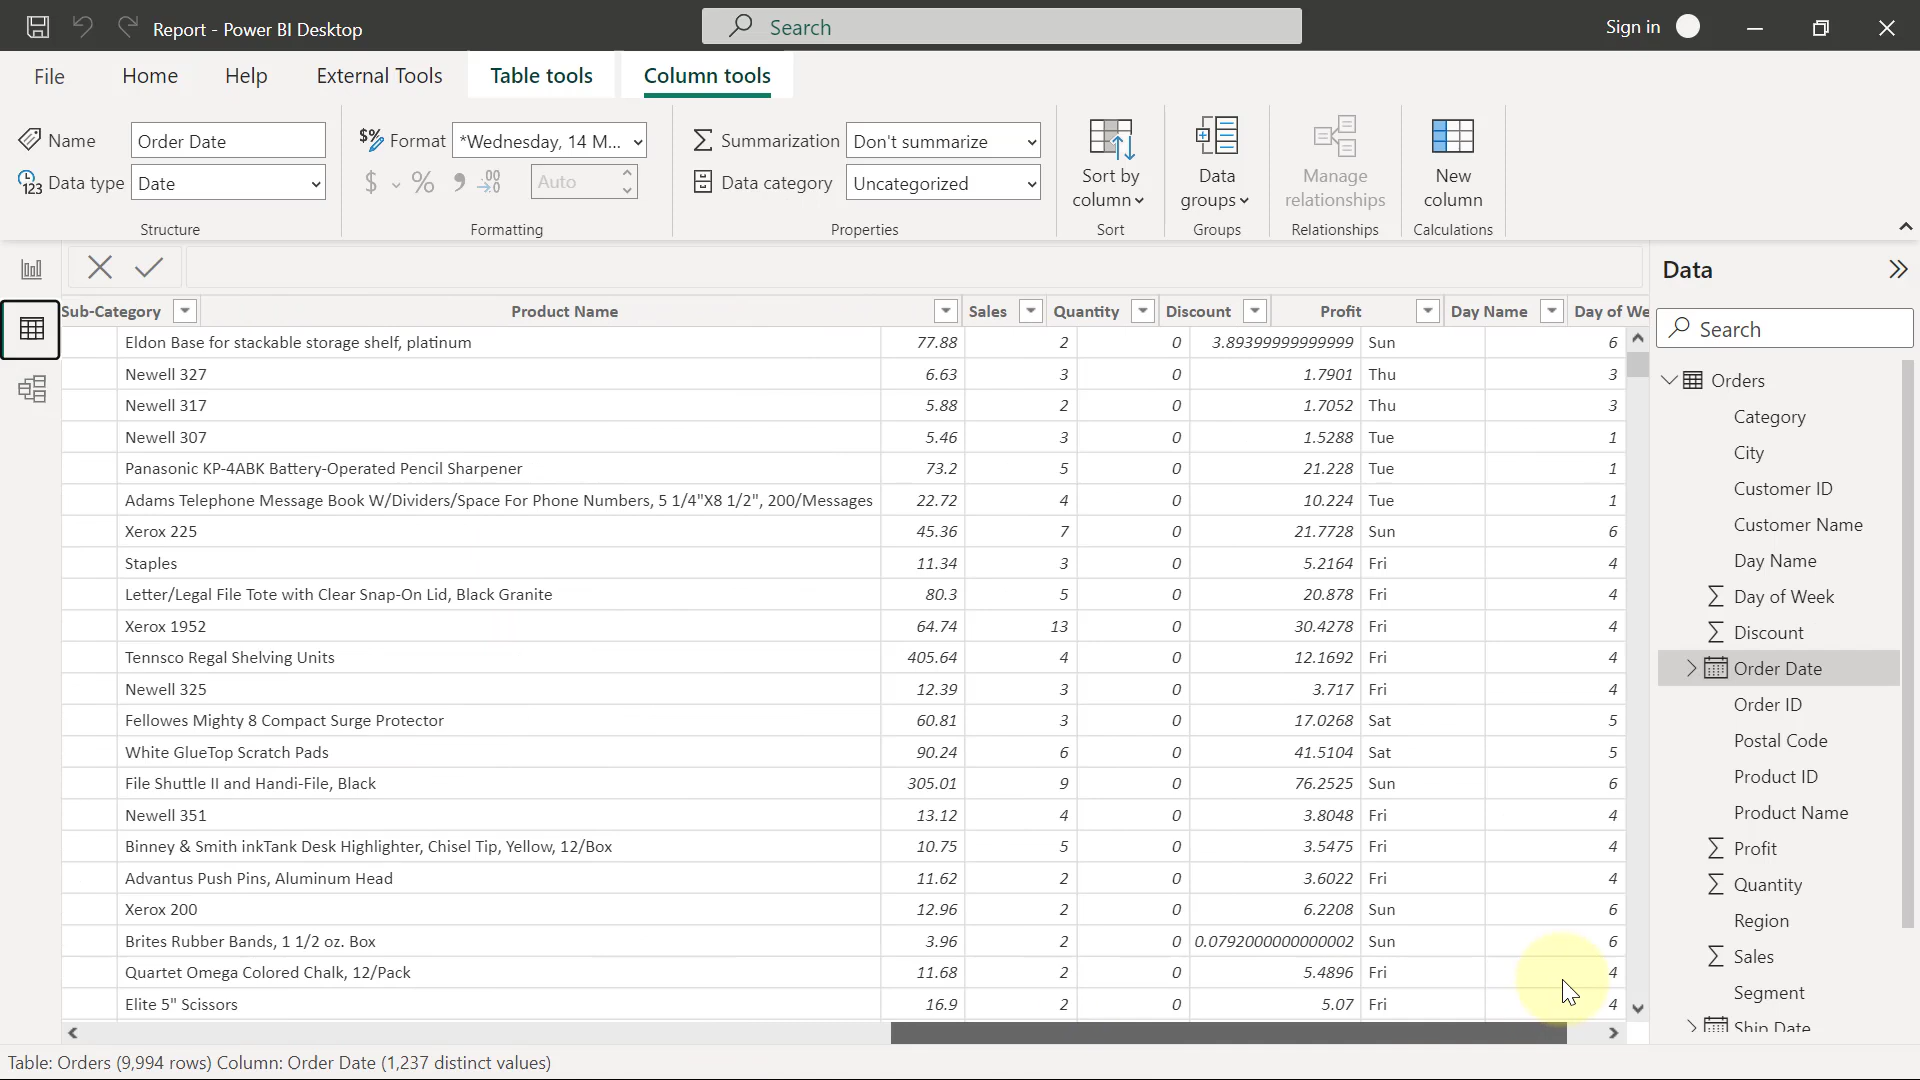 Report - Power BI Desktop
Search
Sign in
File Home Help External Tools Table tools Column tools
Name Order Date
Data type Date
Structure
$% Format *Wednesday, 14 M...
$ % Auto
Formatting
Summarization Don't summarize
Data category Uncategorized
Properties
Sort by
column
Sort
Data
groups
Groups
Manage
relationships
Relationships
New
column
Calculations
Sub-Category Product Name Sales Quantity Discount Profit Day Name Day of We
Eldon Base for stackable storage shelf, platinum 77.88 2 0 3.89399999999999 Sun 6
Newell 327 6.63 3 0 1.7901 Thu 3
Newell 317 5.88 2 0 1.7052 Thu 3
Newell 307 5.46 3 0 1.5288 Tue 1
Panasonic KP-4ABK Battery-Operated Pencil Sharpener 73.2 5 0 21.228 Tue 1
Adams Telephone Message Book W/Dividers/Space For Phone Numbers, 5 1/4"X8 1/2", 200/Messages 22.72 4 0 10.224 Tue 1
Xerox 225 45.36 7 0 21.7728 Sun 6
Staples 11.34 3 0 5.2164 Fri 4
Letter/Legal File Tote with Clear Snap-On Lid, Black Granite 80.3 5 0 20.878 Fri 4
Xerox 1952 64.74 13 0 30.4278 Fri 4
Tennsco Regal Shelving Units 405.64 4 0 12.1692 Fri 4
Newell 325 12.39 3 0 3.717 Fri 4
Fellowes Mighty 8 Compact Surge Protector 60.81 3 0 17.0268 Sat 5
White GlueTop Scratch Pads 90.24 6 0 41.5104 Sat 5
File Shuttle II and Handi-File, Black 305.01 9 0 76.2525 Sun 6
Newell 351 13.12 4 0 3.8048 Fri 4
Binney & Smith inkTank Desk Highlighter, Chisel Tip, Yellow, 12/Box 10.75 5 0 3.5475 Fri 4
Advantus Push Pins, Aluminum Head 11.62 2 0 3.6022 Fri 4
Xerox 200 12.96 2 0 6.2208 Sun 6
Brites Rubber Bands, 1 1/2 oz. Box 3.96 2 0 0.0792000000000002 Sun 6
Quartet Omega Colored Chalk, 12/Pack 11.68 2 0 5.4896 Fri 4
Elite 5" Scissors 16.9 2 0 5.07 Fri 4
Data
Search
Orders
Category
City
Customer ID
Customer Name
Day Name
Day of Week
Discount
Order Date
Order ID
Postal Code
Product ID
Product Name
Profit
Quantity
Region
Sales
Segment
Ship Date
Table: Orders (9,994 rows) Column: Order Date (1,237 distinct values)